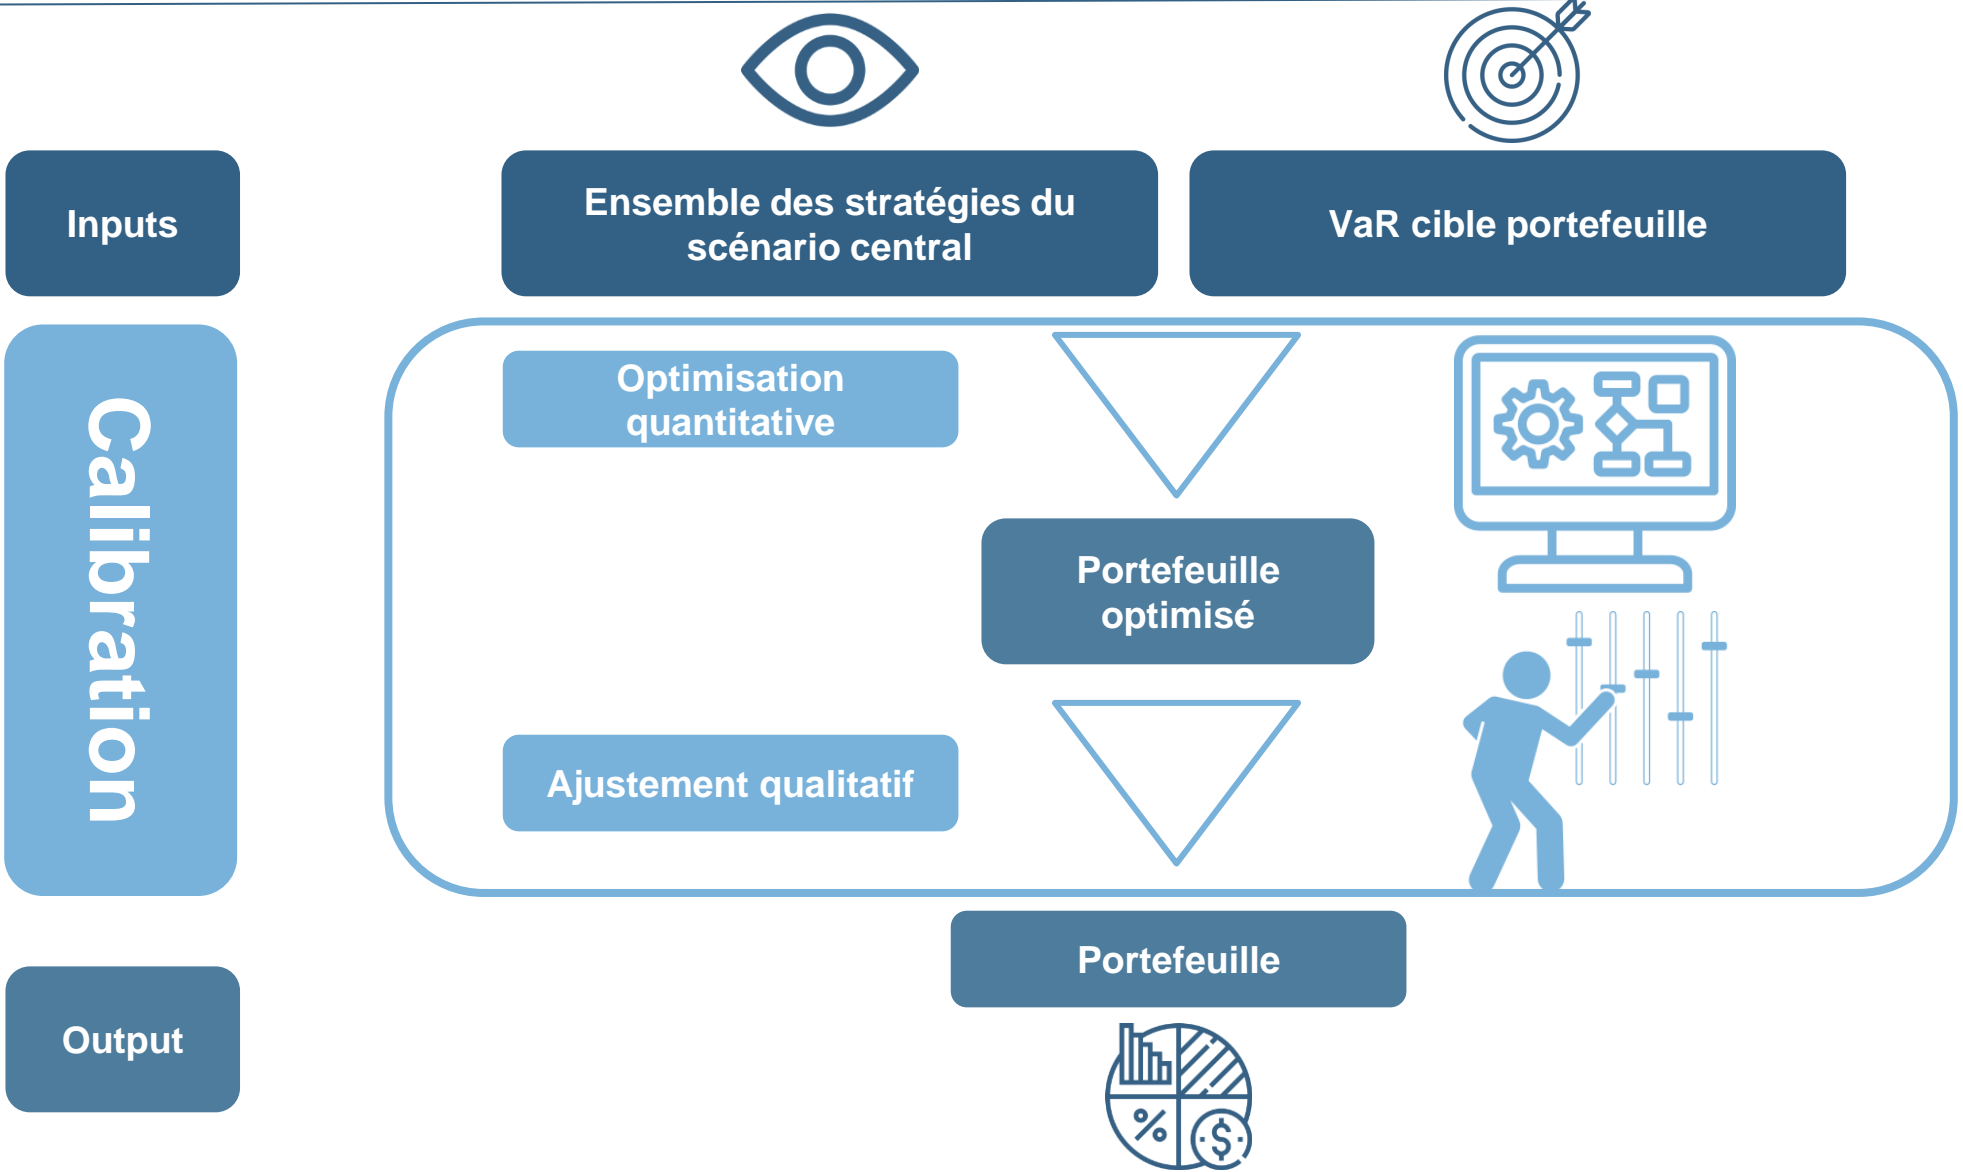 Inputs
Ensemble des stratégies du
scénario central
VaR cible portefeuille
Calibration
Optimisation
quantitative
Portefeuille
optimisé
Ajustement qualitatif
Portefeuille
Output
%
$